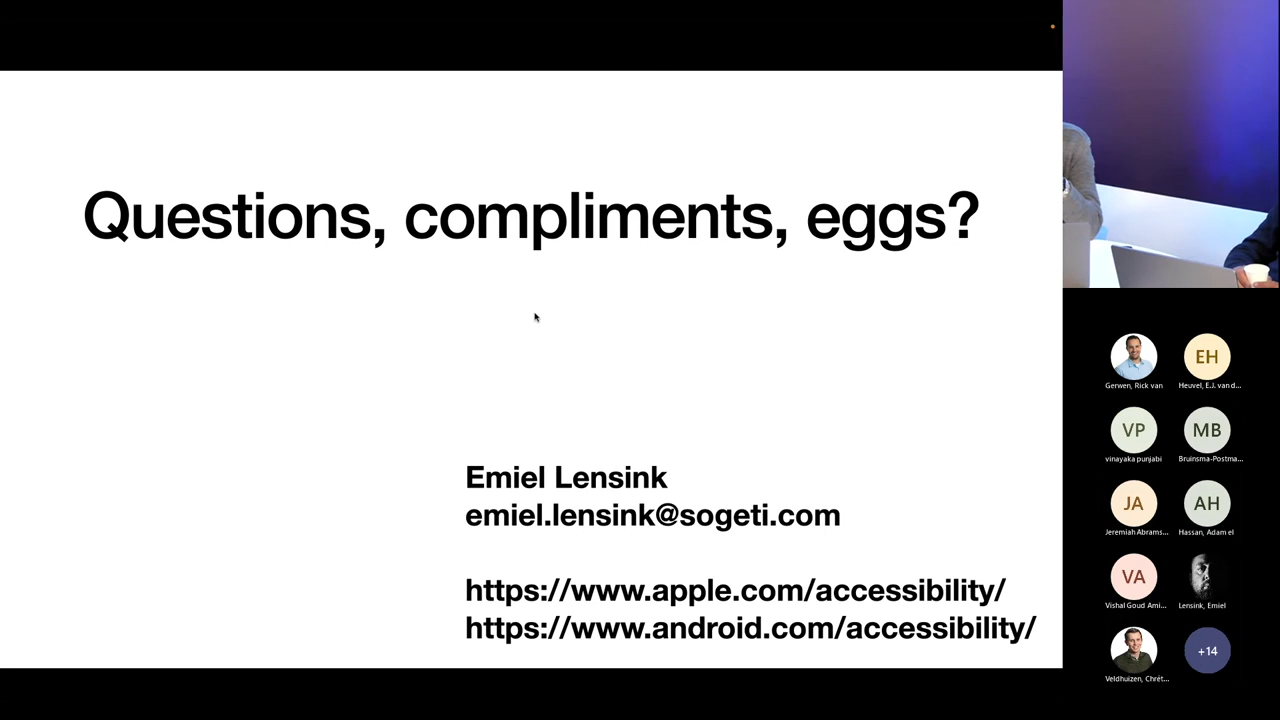 Questions, compliments, eggs?
Emiel Lensink
emiel.lensink@sogeti.com
https://www.apple.com/accessibility/
https://www.android.com/accessibility/
EH
Gerwen, Rick van
Heuvel, E.J. van d...
VP
MB
vinayaka punjabi
Bruinsma-Postma...
JA
AH
Jeremiah Abrams...
Hassan, Adam el
VA
Vishal Goud Ami...
Lensink, Emiel
+14
Veldhuizen, Chrét...